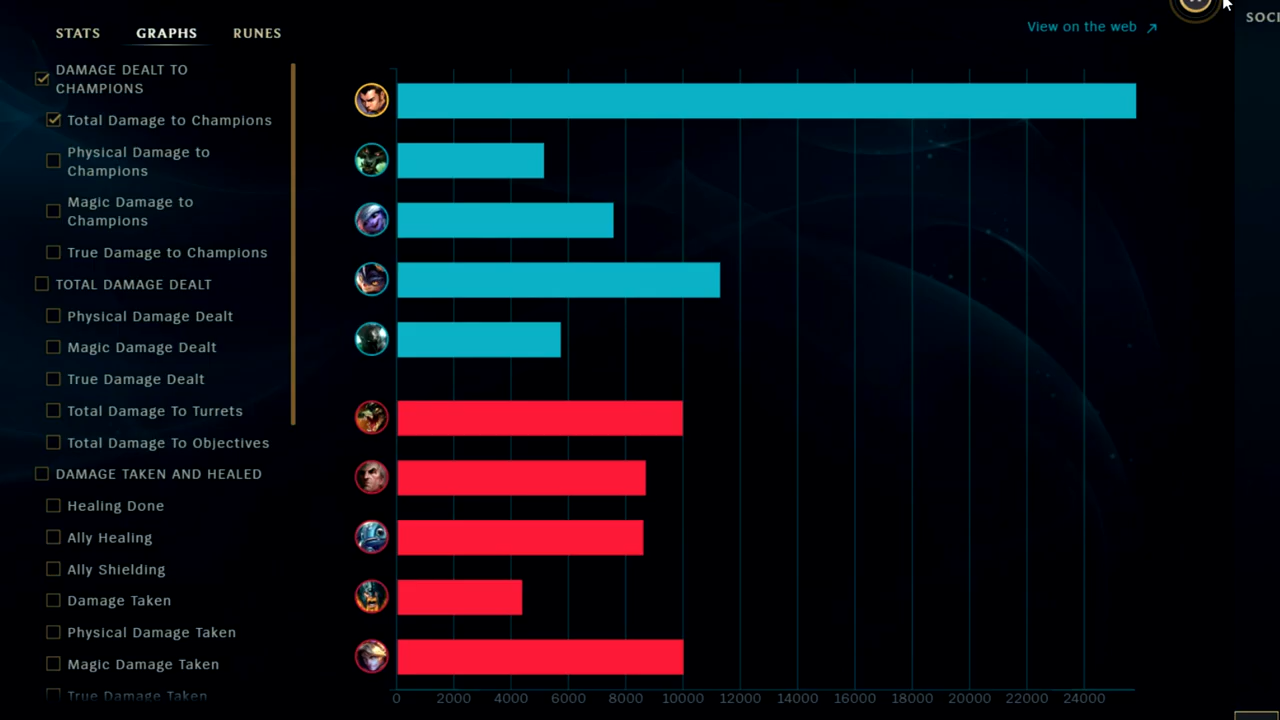 STATS GRAPHS RUNES
View on the web
DAMAGE DEALT TO
CHAMPIONS
Total Damage to Champions
Physical Damage to
Champions
Magic Damage to
Champions
True Damage to Champions
TOTAL DAMAGE DEALT
Physical Damage Dealt
Magic Damage Dealt
True Damage Dealt
Total Damage To Turrets
Total Damage To Objectives
DAMAGE TAKEN AND HEALED
Healing Done
Ally Healing
Ally Shielding
Damage Taken
Physical Damage Taken
Magic Damage Taken
True Damage Taken
0 2000 4000 6000 8000 10000 12000 14000 16000 18000 20000 22000 24000